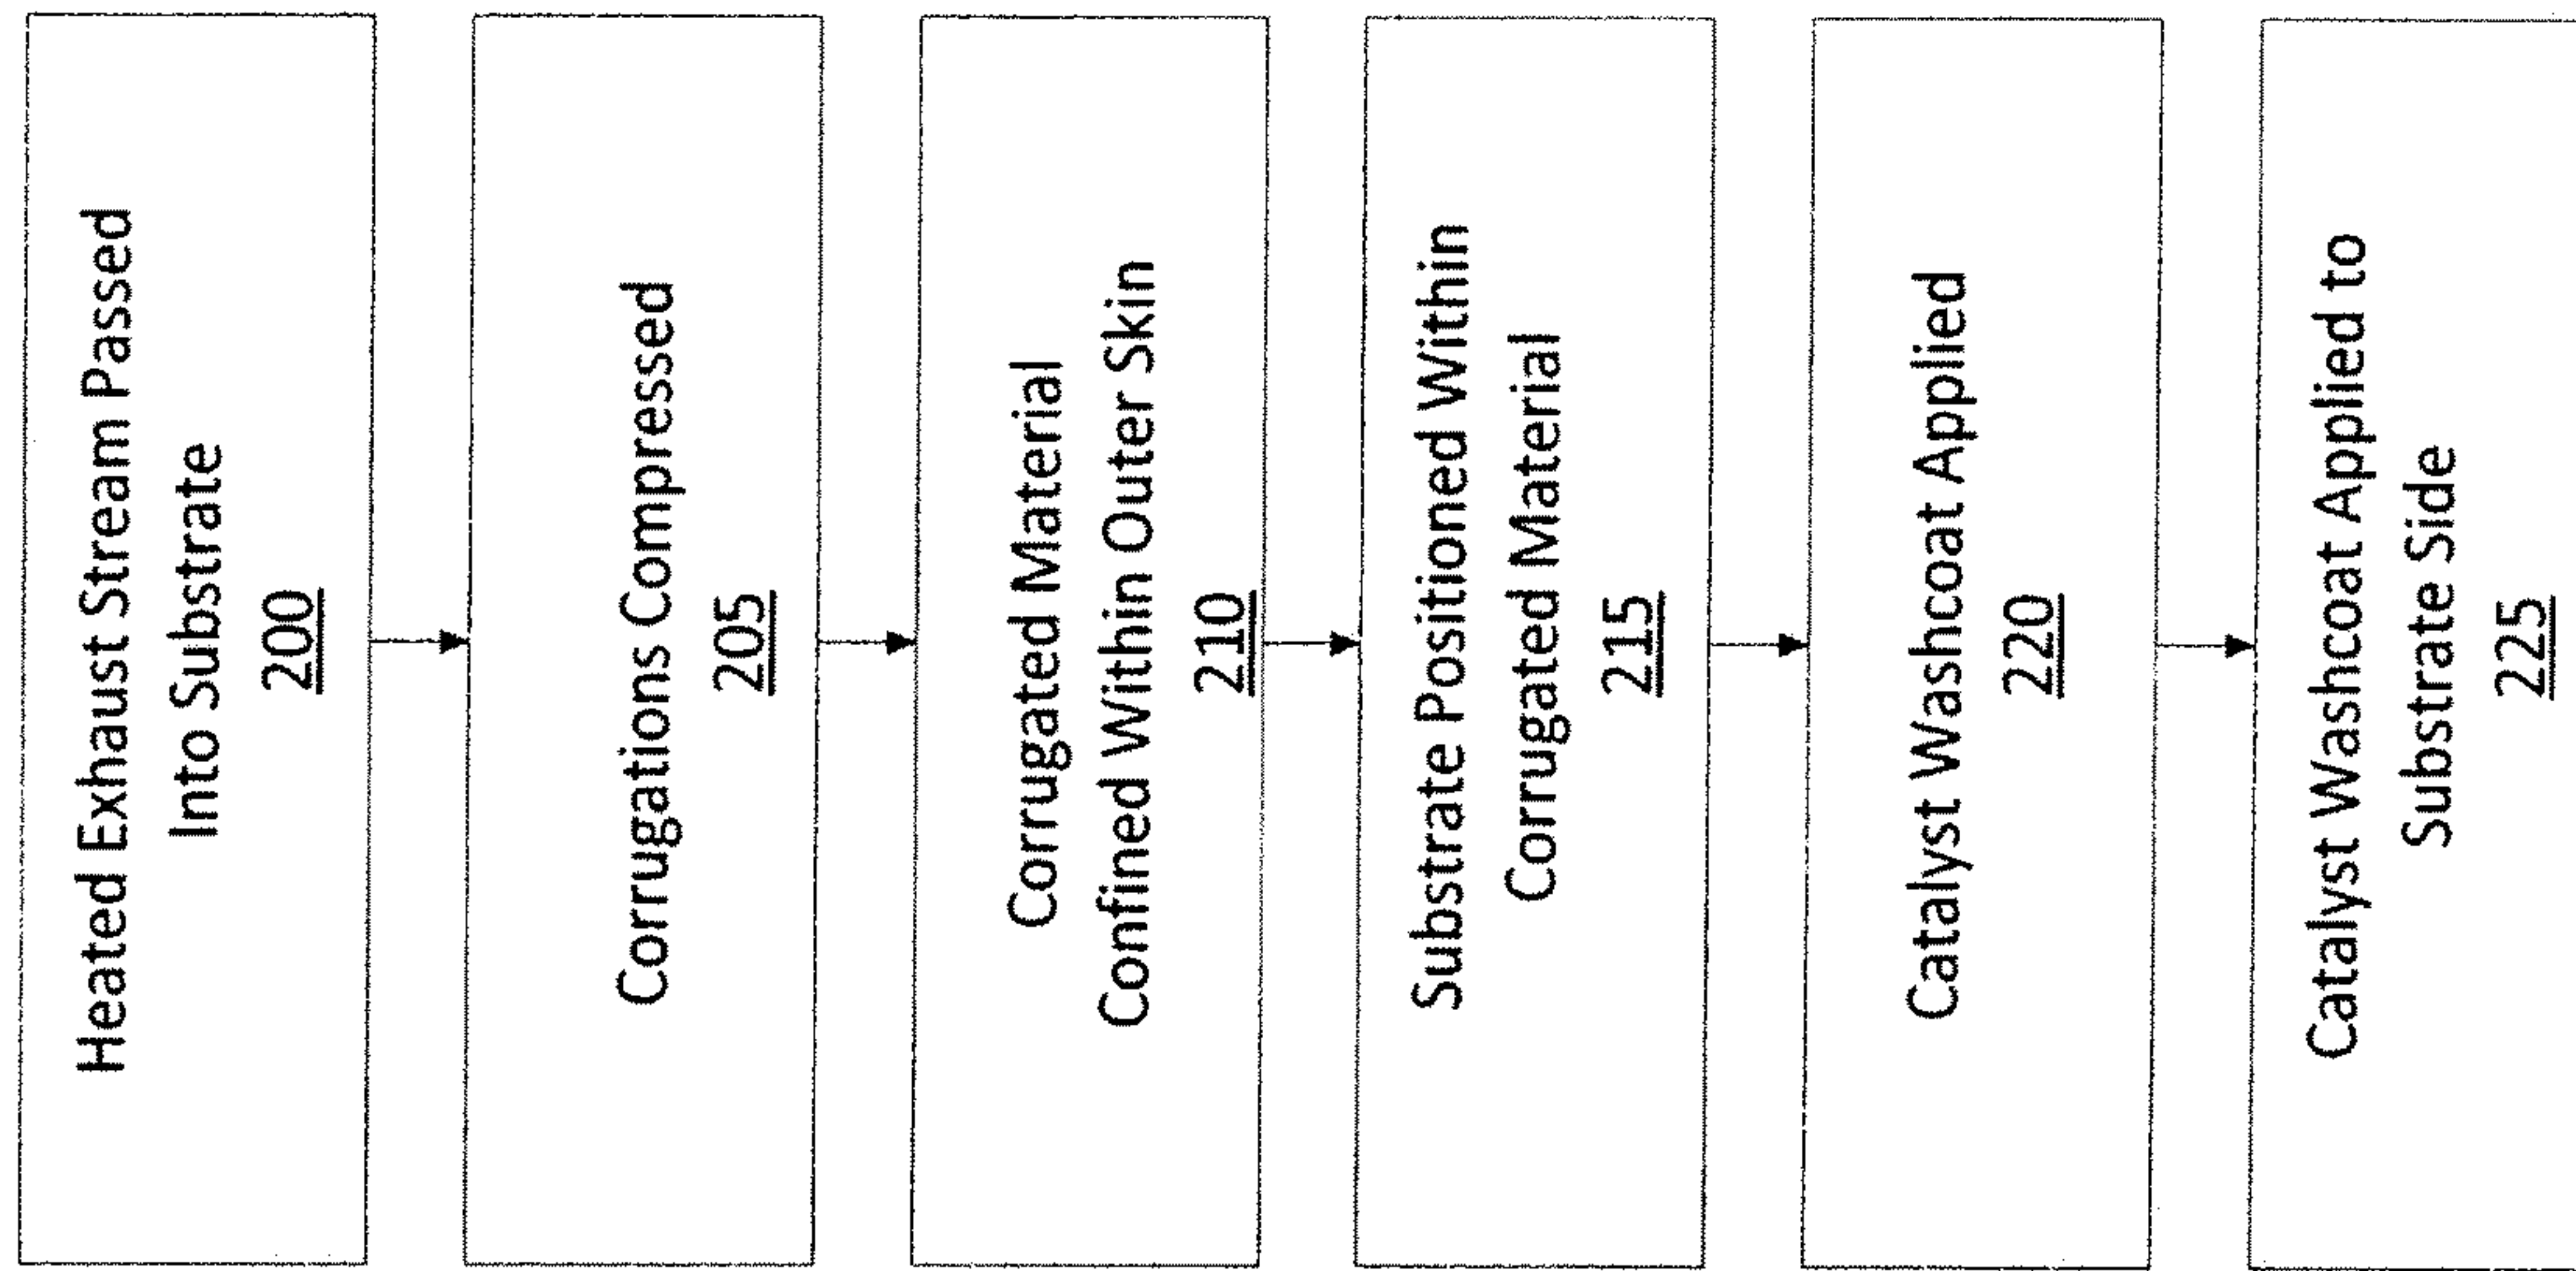 Heated Exhaust Stream Passed
Into Substrate
200
Corrugations Compressed
205
Corrugated Material
Confined Within Outer Skin
210
Substrate Positioned Within
Corrugated Material
215
Catalyst Washcoat Applied
220
Catalyst Washcoat Applied to
Substrate Side
225